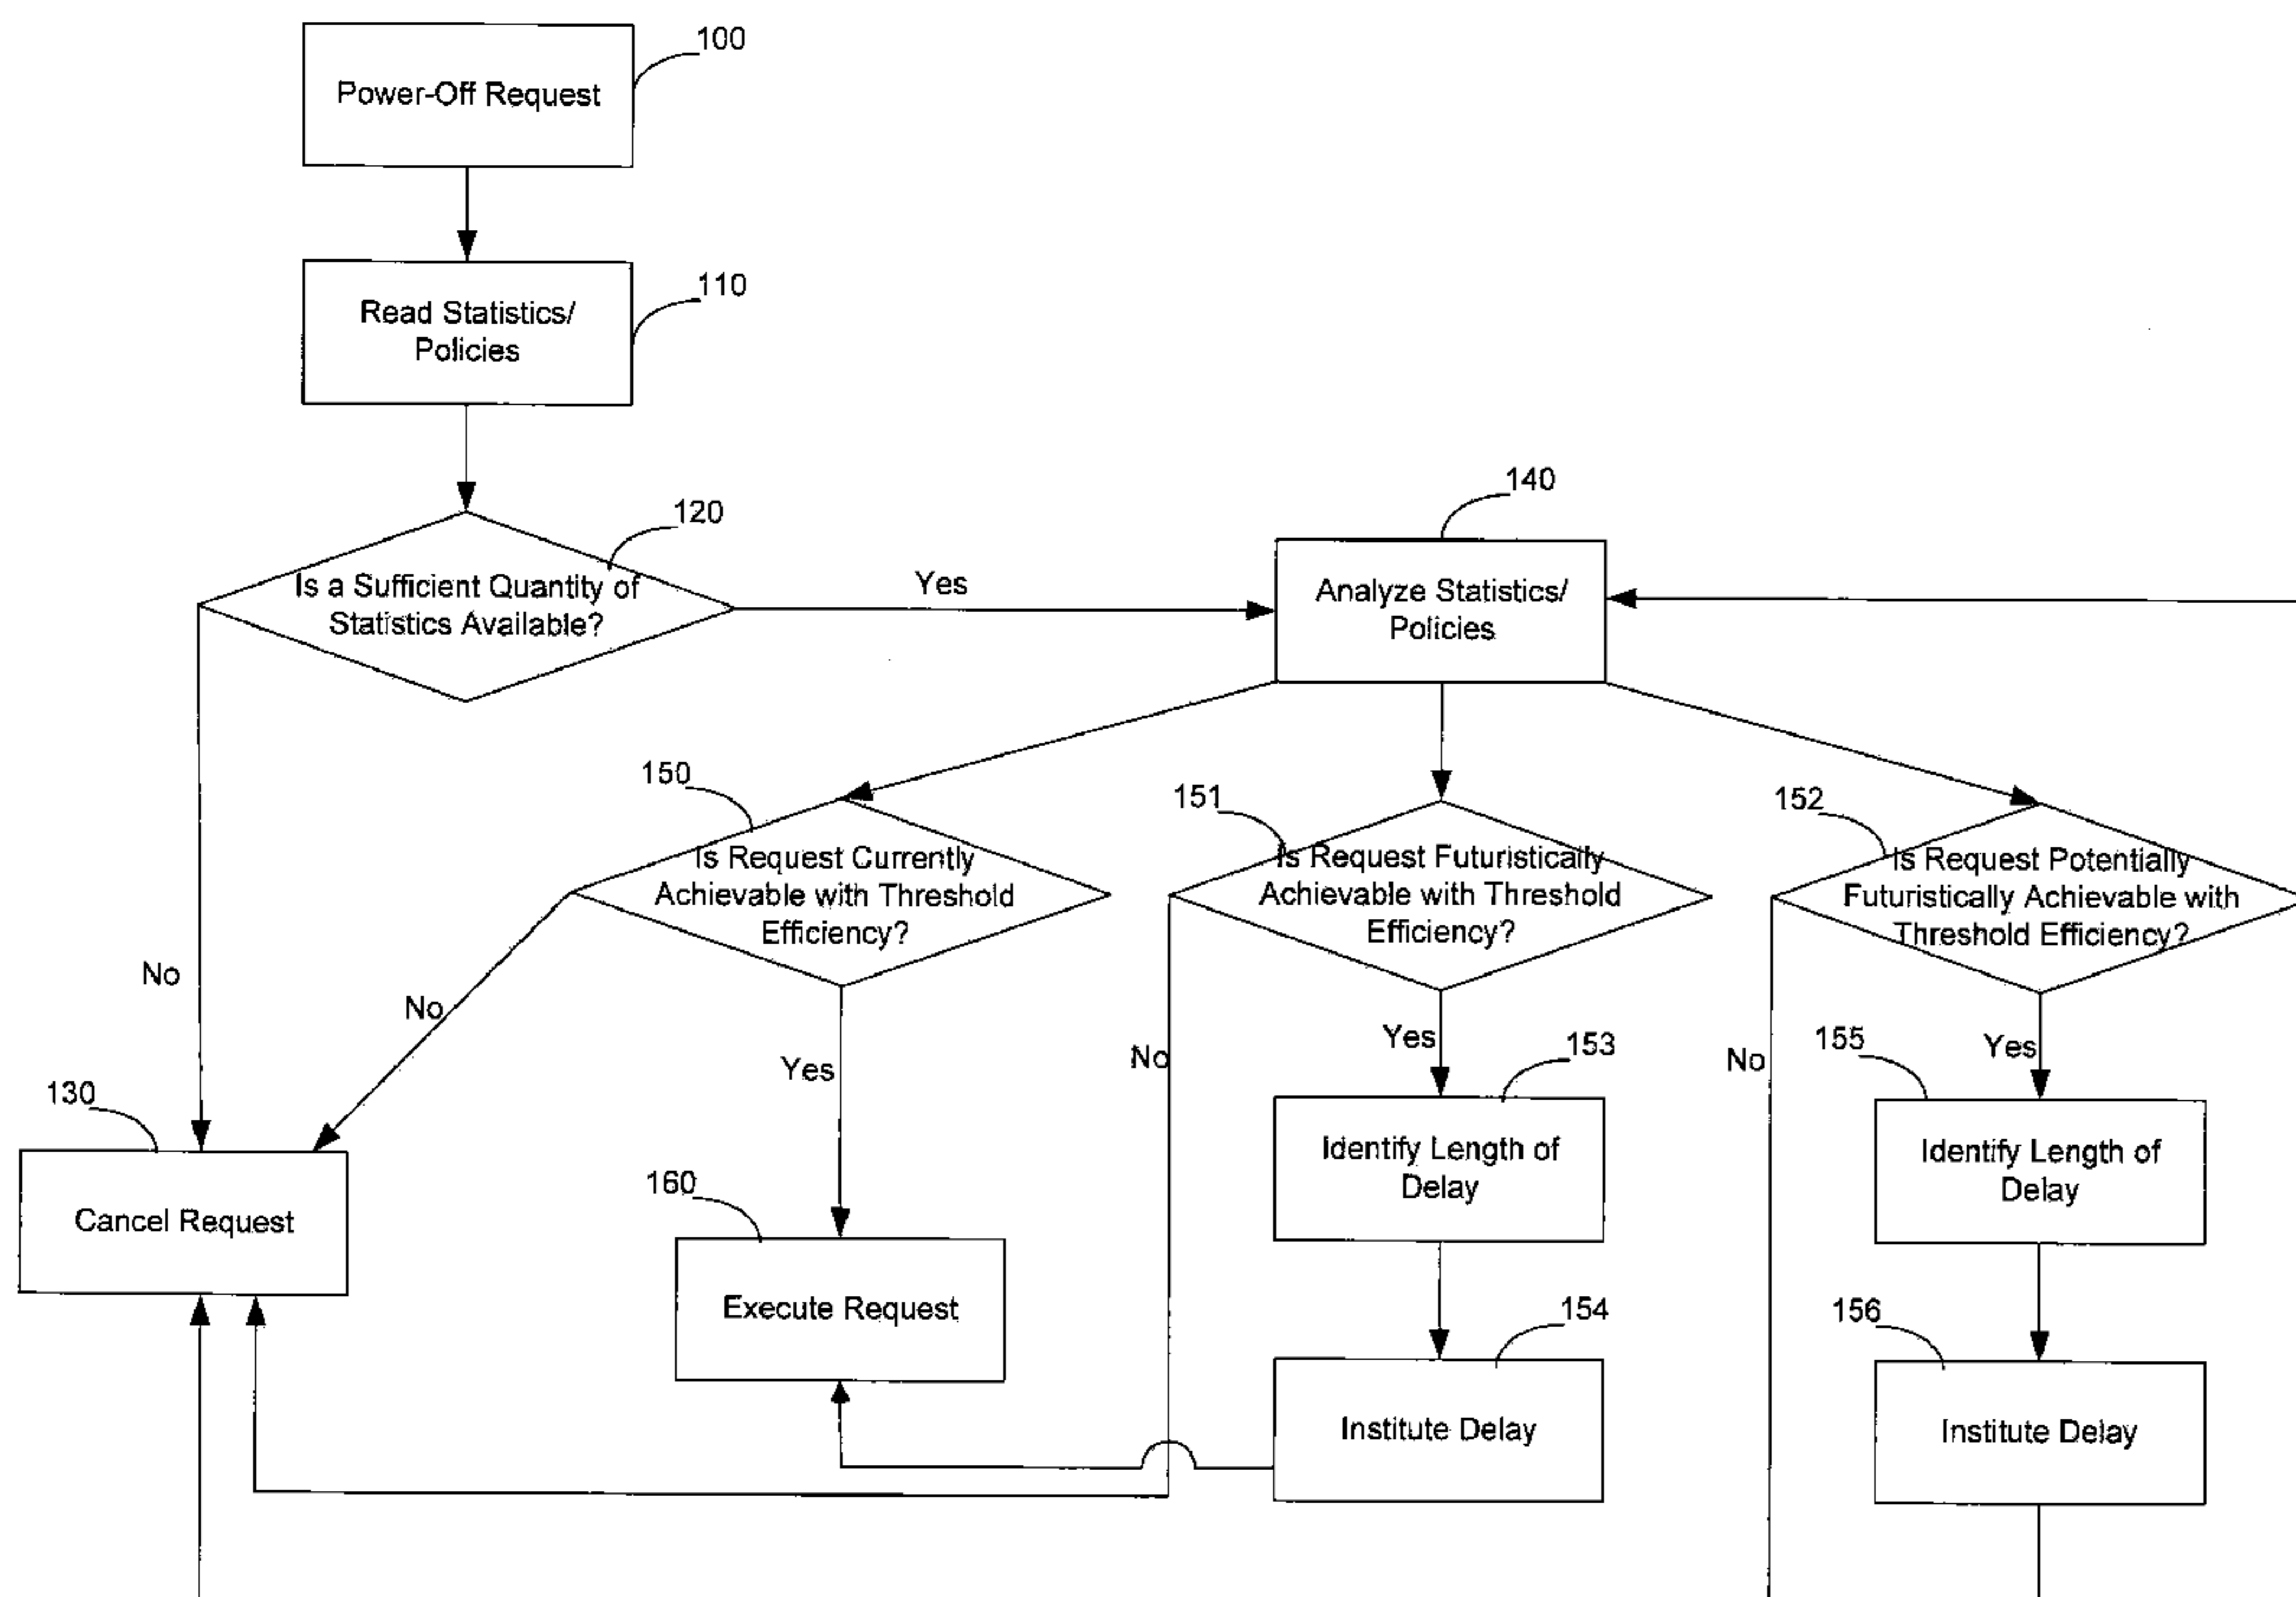 100
Power-Off Request
110
Read Statistics/
Policies
120
Is a Sufficient Quantity of
Statistics Available?
Yes
No
140
Analyze Statistics/
Policies
150
Is Request Currently
Achievable with Threshold
Efficiency?
No
Yes
151
Is Request Futuristically
Achievable with Threshold
Efficiency?
No
Yes
152
Is Request Potentially
Futuristically Achievable with
Threshold Efficiency?
No
Yes
130
Cancel Request
160
Execute Request
153
Identify Length of
Delay
154
Institute Delay
155
Identify Length of
Delay
156
Institute Delay